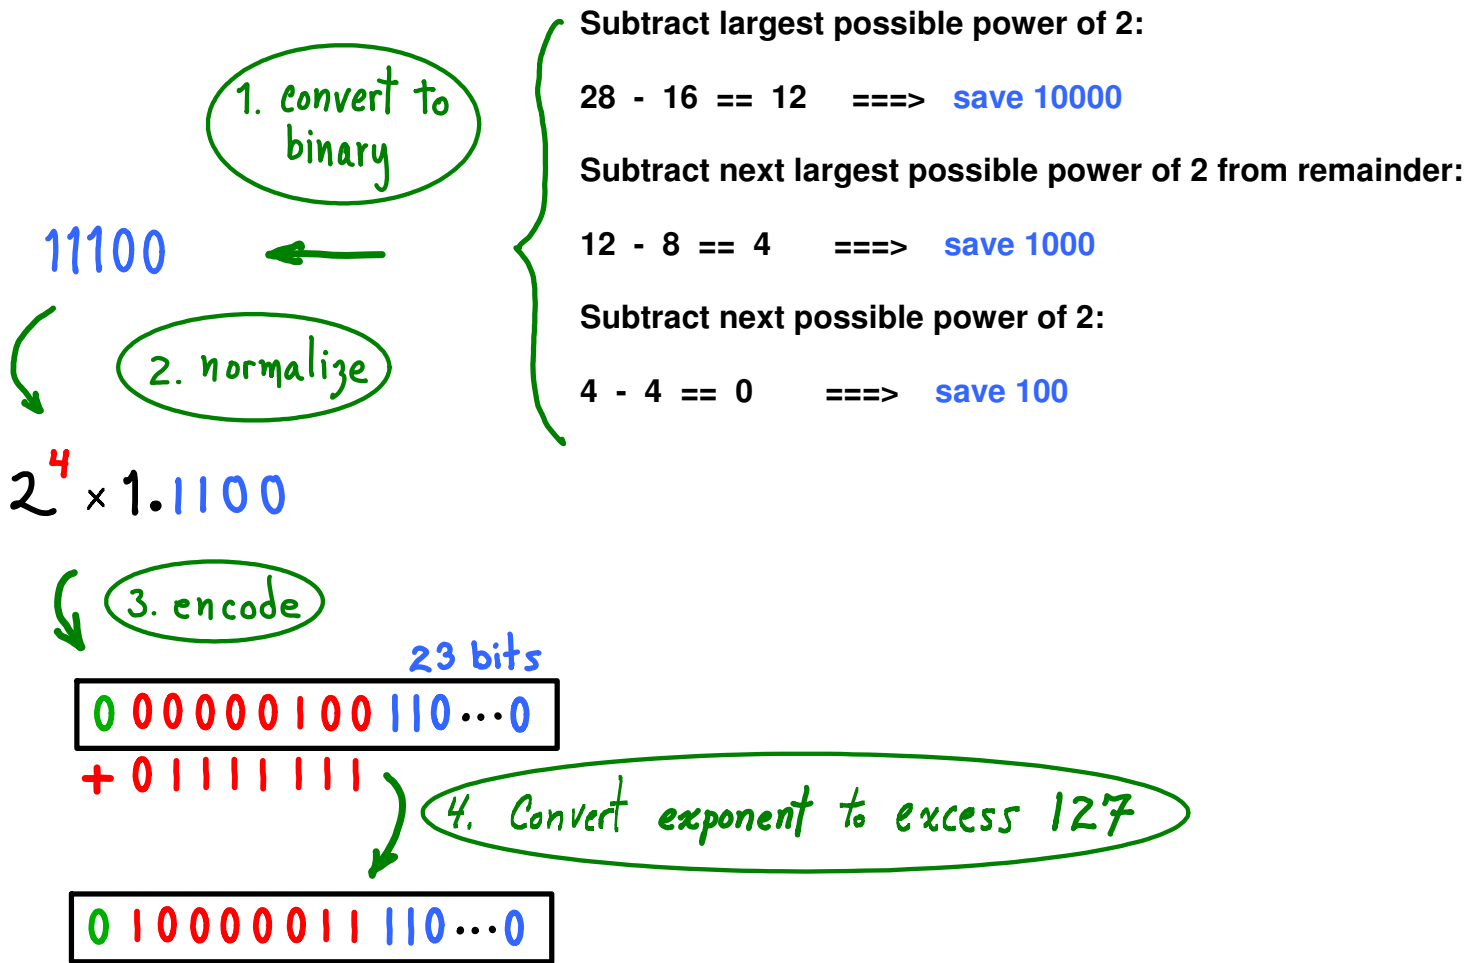 Subtract largest possible power of 2:
1. convert to
binary
28 - 16 == 12 ===> save 10000
Subtract next largest possible power of 2 from remainder:
11100
12 - 8 == 4 ===> save 1000
Subtract next possible power of 2:
2. normalize
4 - 4 == 0 ===> save 100
2^4 × 1.1100
3. encode
23 bits
0 00000100 110...0
+ 01111111
4. Convert exponent to excess 127
0 10000011 110...0